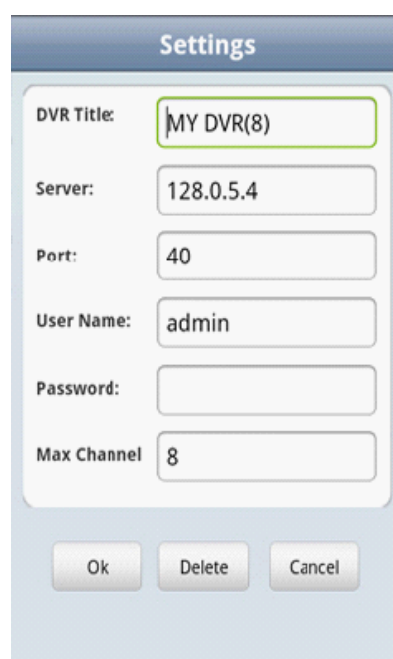 Settings
DVR Title: MY DVR(8)
Server: 128.0.5.4
Port: 40
User Name: admin
Password:
Max Channel 8
Ok Delete Cancel